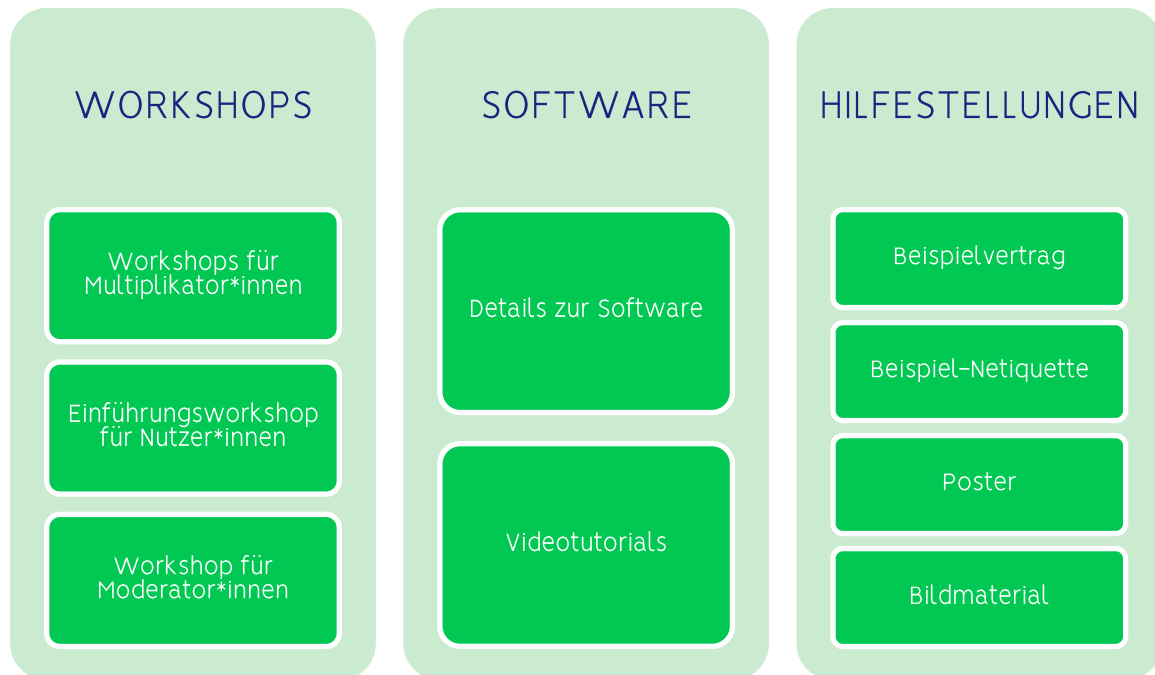 WORKSHOPS
Workshops für
Multiplikator*innen
Einführungsworkshop
für Nutzer*innen
Workshop für
Moderator*innen
SOFTWARE
Details zur Software
Videotutorials
HILFESTELLUNGEN
Beispielvertrag
Beispiel-Netiquette
Poster
Bildmaterial